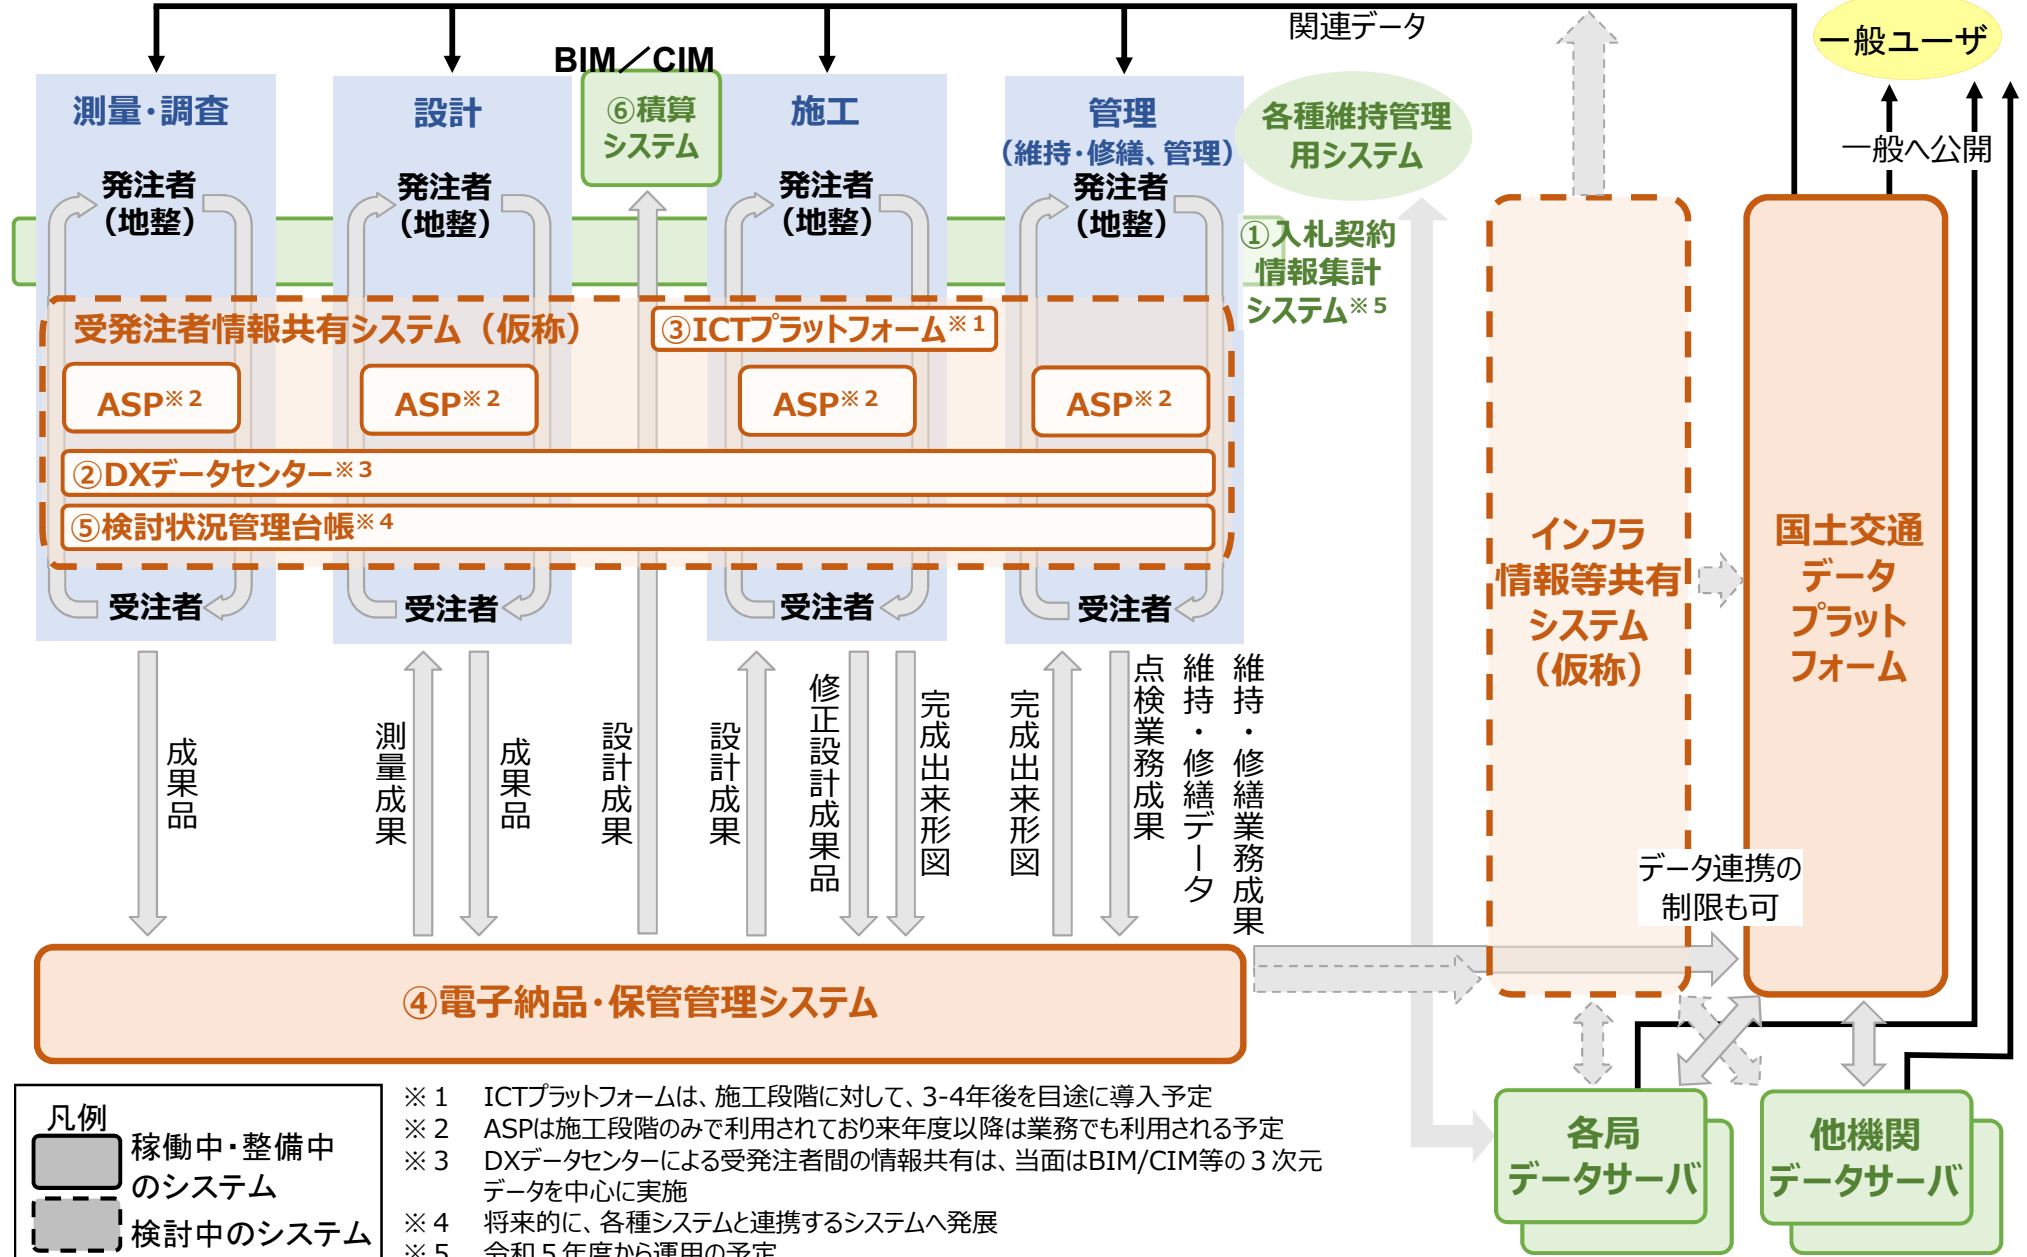 関連データ
一般ユーザ
BIM／CIM
測量・調査
設計
⑥積算
システム
施工
管理
（維持・修繕、管理）
各種維持管理
用システム
一般へ公開
発注者
（地整）
発注者
（地整）
発注者
（地整）
発注者
（地整）
①入札契約
情報集計
システム※５
受発注者情報共有システム（仮称）
③ICTプラットフォーム※１
ASP※２
ASP※２
ASP※２
ASP※２
②DXデータセンター※３
⑤検討状況管理台帳※４
受注者
受注者
受注者
受注者
インフラ
情報等共有
システム
（仮称）
国土交通
データ
プラット
フォーム
成果品
測量成果
成果品
設計成果
設計成果
修正設計成果品
完成出来形図
完成出来形図
点検業務成果
維持・修繕データ
維持・修繕業務成果
データ連携の
制限も可
④電子納品・保管管理システム
各局
データサーバ
他機関
データサーバ
凡例
稼働中・整備中
のシステム
検討中のシステム
※１　ICTプラットフォームは、施工段階に対して、3-4年後を目途に導入予定
※２　ASPは施工段階のみで利用されており来年度以降は業務でも利用される予定
※３　DXデータセンターによる受発注者間の情報共有は、当面はBIM/CIM等の３次元
データを中心に実施
※４　将来的に、各種システムと連携するシステムへ発展
※５　令和５年度から運用の予定